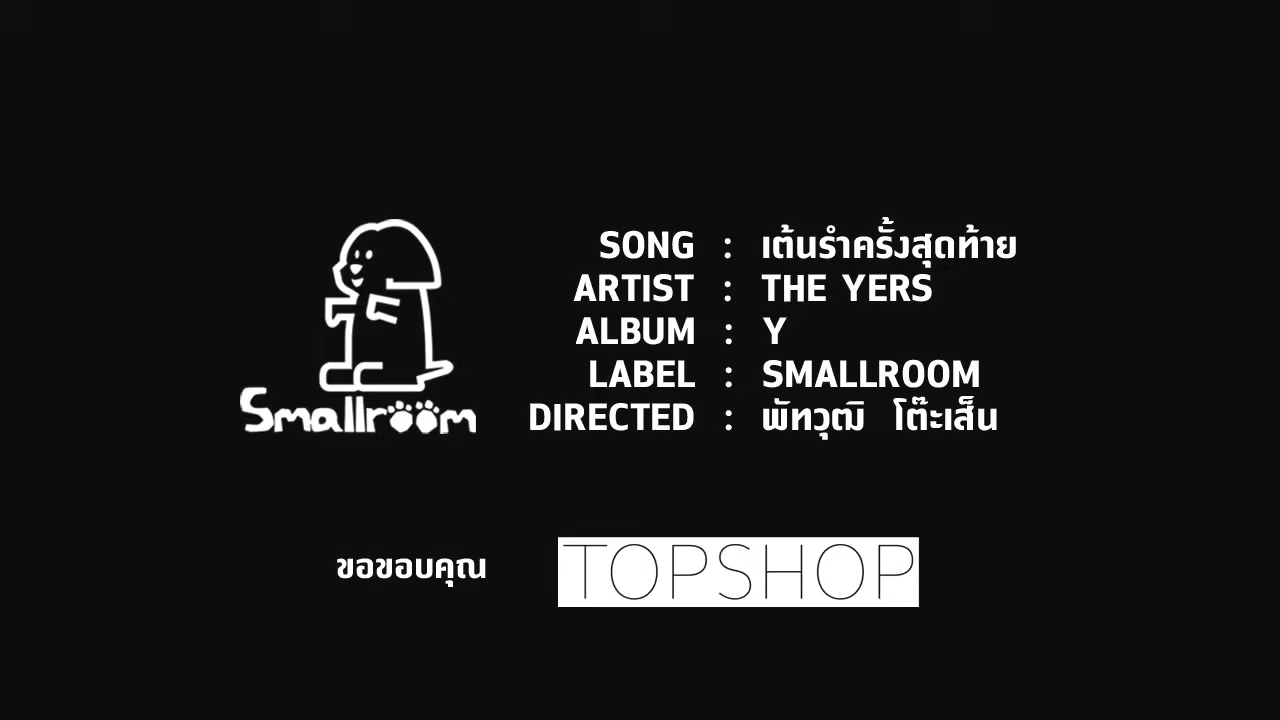 SONG : เต้นรำครั้งสุดท้าย
ARTIST : THE YERS
ALBUM : Y
LABEL : SMALLROOM
DIRECTED : พัทวุฒิ โต๊ะเส็น
Smallroom
ขอขอบคุณ TOPSHOP